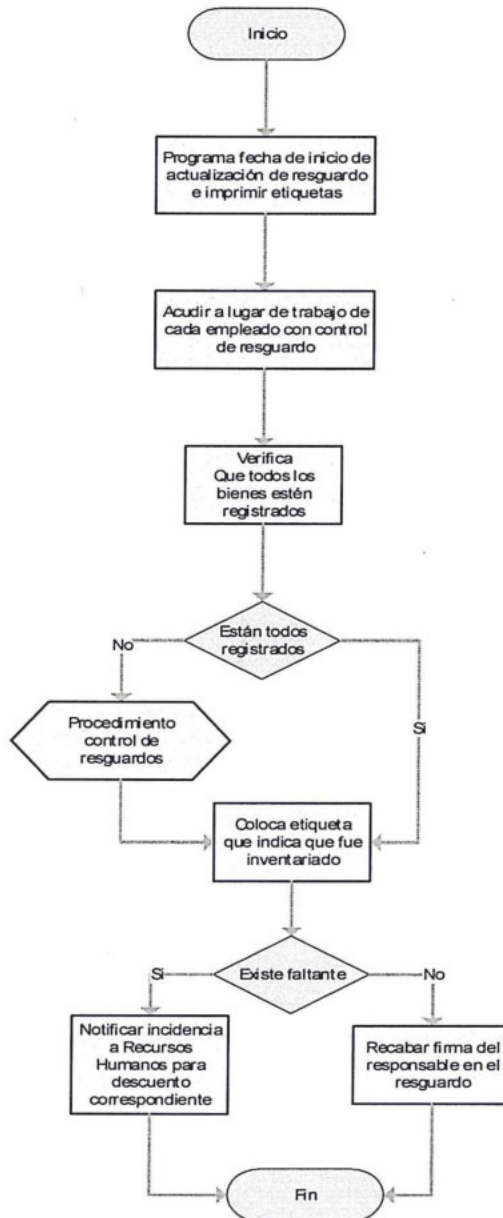 Inicio
Programa fecha de inicio de
actualización de resguardo
e imprimir etiquetas
Acudir a lugar de trabajo de
cada empleado con control
de resguardo
Verifica
Que todos los
bienes estén
registrados
Están todos
registrados
No
Si
Procedimiento
control de
resguardos
Coloca etiqueta
que indica que fue
inventariado
Existe faltante
Si
No
Notificar incidencia
a Recursos
Humanos para
descuento
correspondiente
Recabar firma del
responsable en el
resguardo
Fin